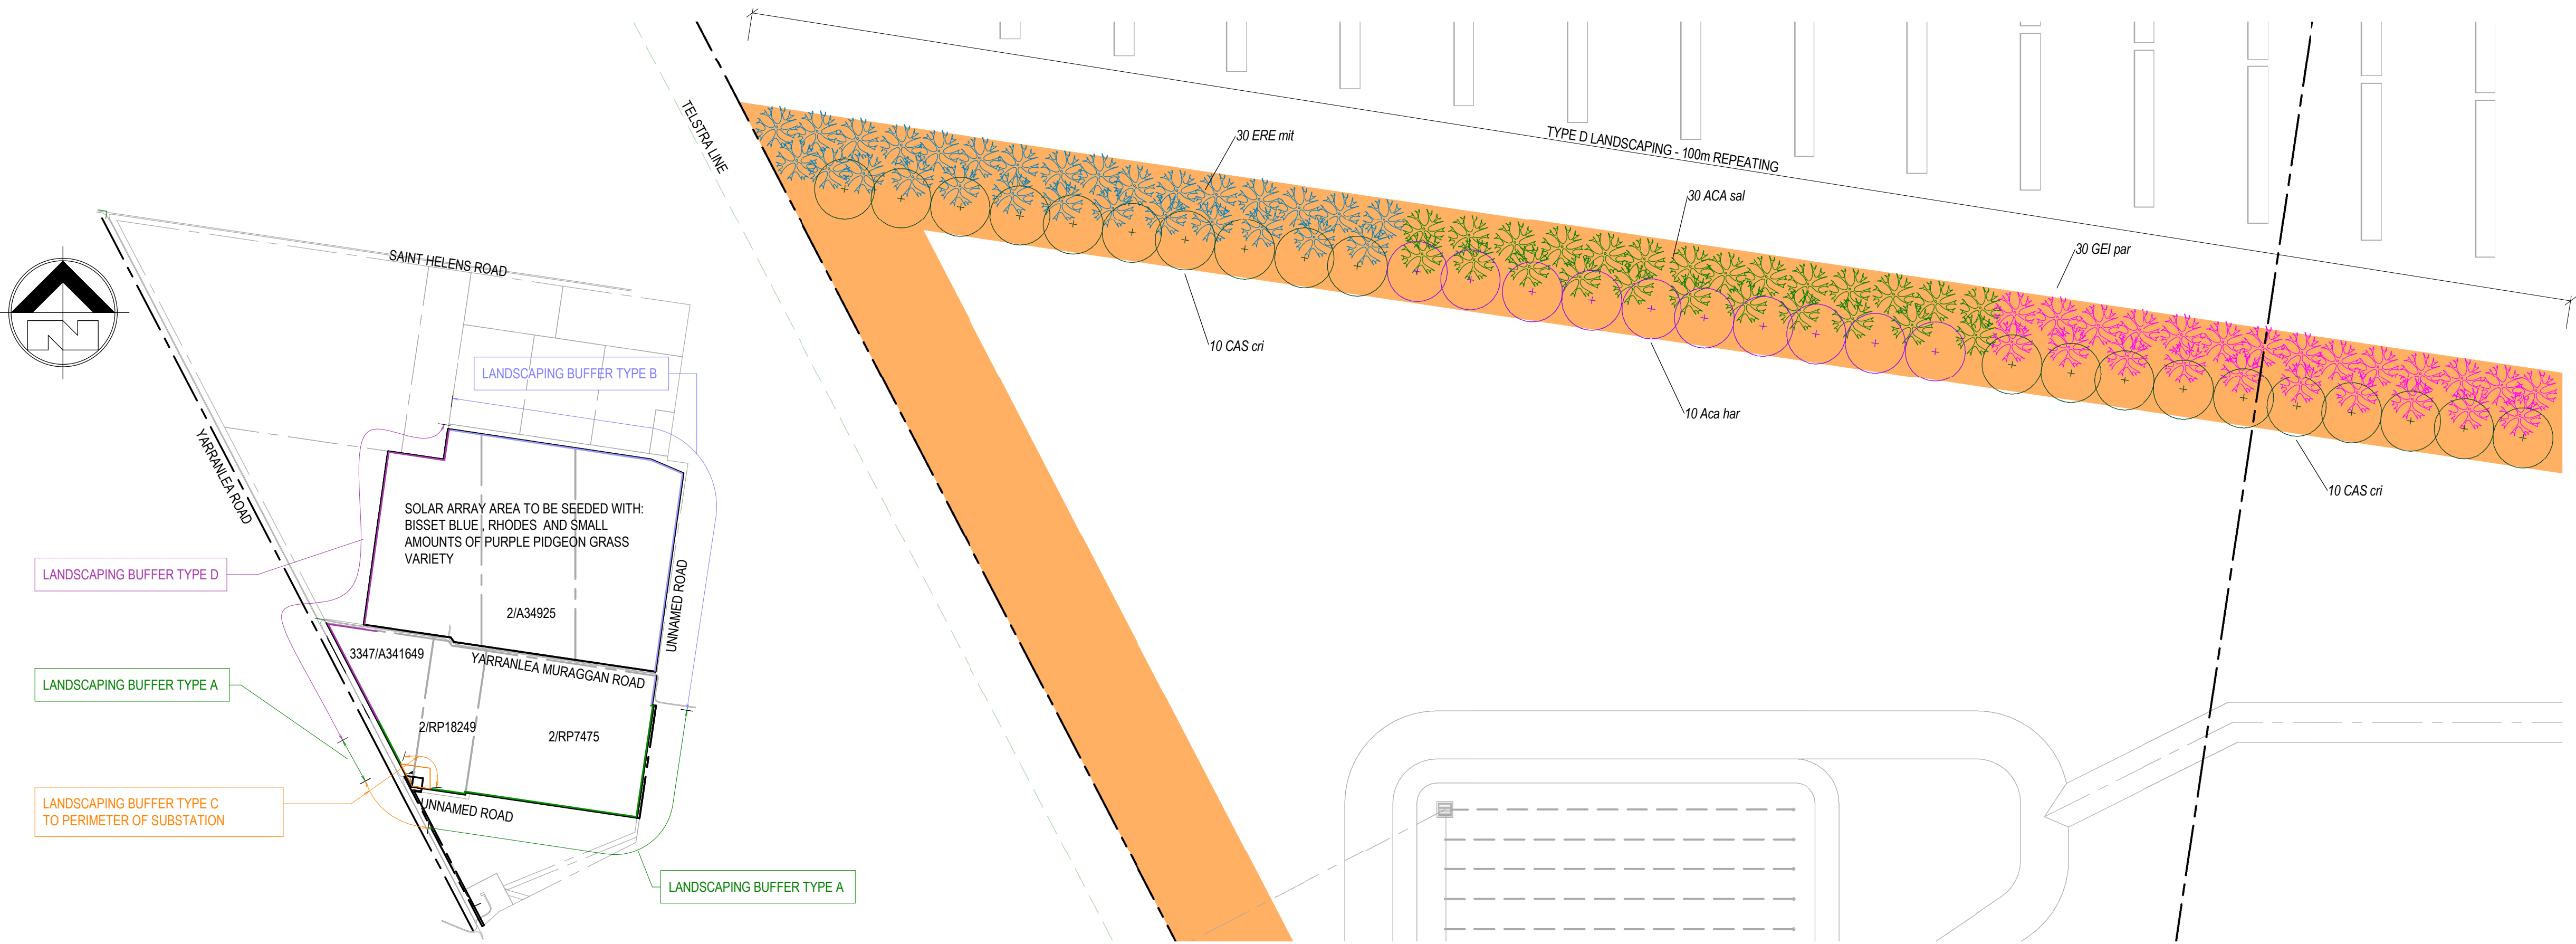 TELSTRA LINE
30 ERE mit
TYPE D LANDSCAPING - 100m REPEATING
30 ACA sal
30 GEI par
10 CAS cri
10 Aca har
10 CAS cri
N
SAINT HELENS ROAD
LANDSCAPING BUFFER TYPE B
YARRANLEA ROAD
SOLAR ARRAY AREA TO BE SEEDED WITH:
BISSET BLUE , RHODES AND SMALL
AMOUNTS OF PURPLE PIDGEON GRASS
VARIETY
LANDSCAPING BUFFER TYPE D
2/A34925
UNNAMED ROAD
3347/A341649
YARRANLEA MURAGGAN ROAD
LANDSCAPING BUFFER TYPE A
2/RP18249
2/RP7475
LANDSCAPING BUFFER TYPE C
TO PERIMETER OF SUBSTATION
UNNAMED ROAD
LANDSCAPING BUFFER TYPE A